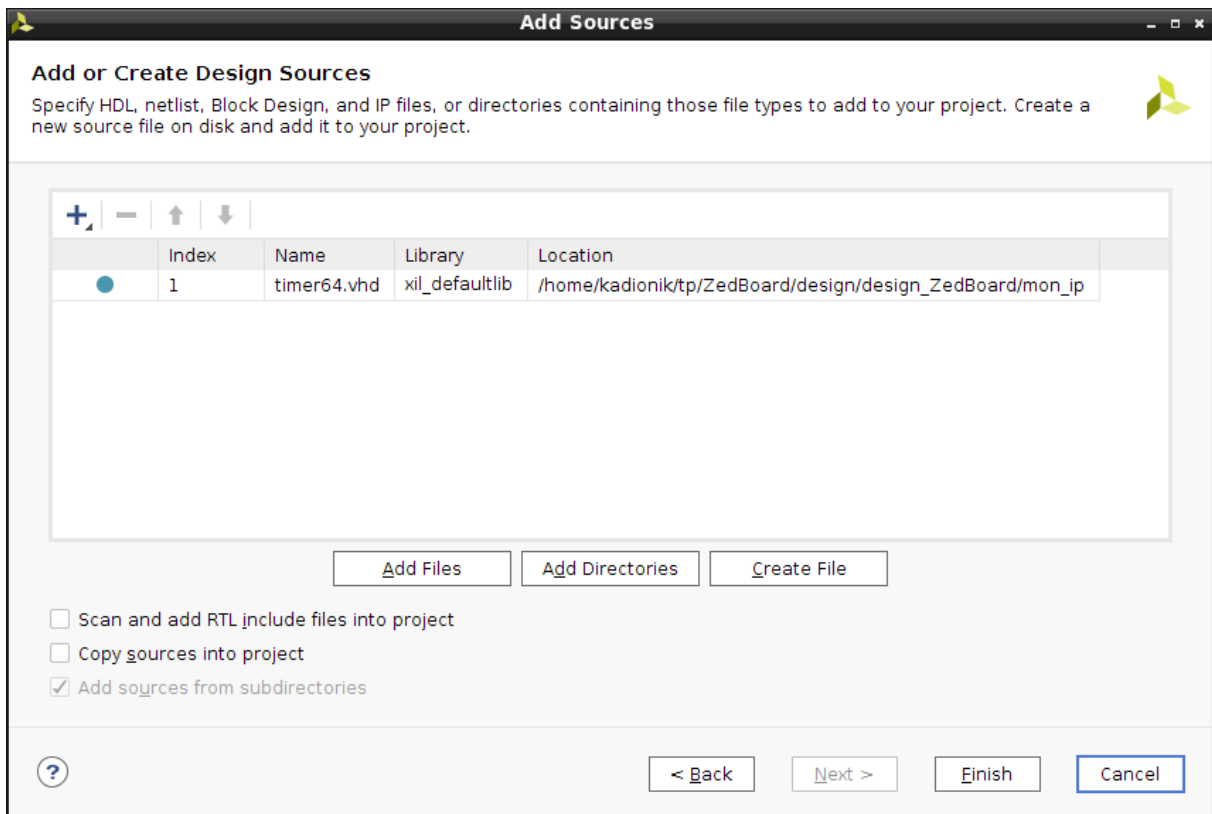 Add Sources
Add or Create Design Sources
Specify HDL, netlist, Block Design, and IP files, or directories containing those file types to add to your project. Create a
new source file on disk and add it to your project.
Index Name Library Location
1 timer64.vhd xil_defaultlib /home/kadionik/tp/ZedBoard/design/design_ZedBoard/mon_ip
Add Files Add Directories Create File
Scan and add RTL include files into project
Copy sources into project
Add sources from subdirectories
? < Back Next > Finish Cancel